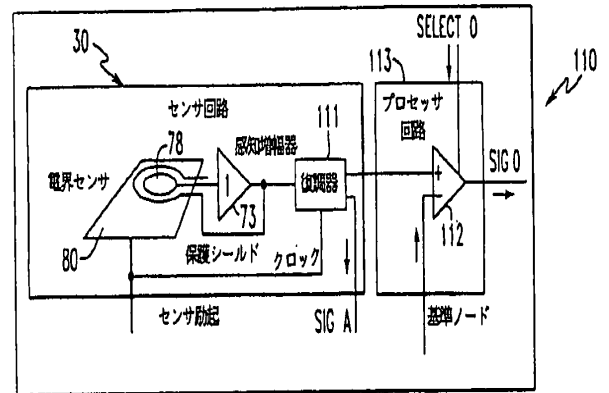 SELECT 0
30
113
110
センサ回路
プロセッサ
回路
111
感知増幅器
78
電界センサ
復調器
SIG 0
+
-
1
73
112
80
保護シールド
クロック
センサ励起
SIG A
基準ノード